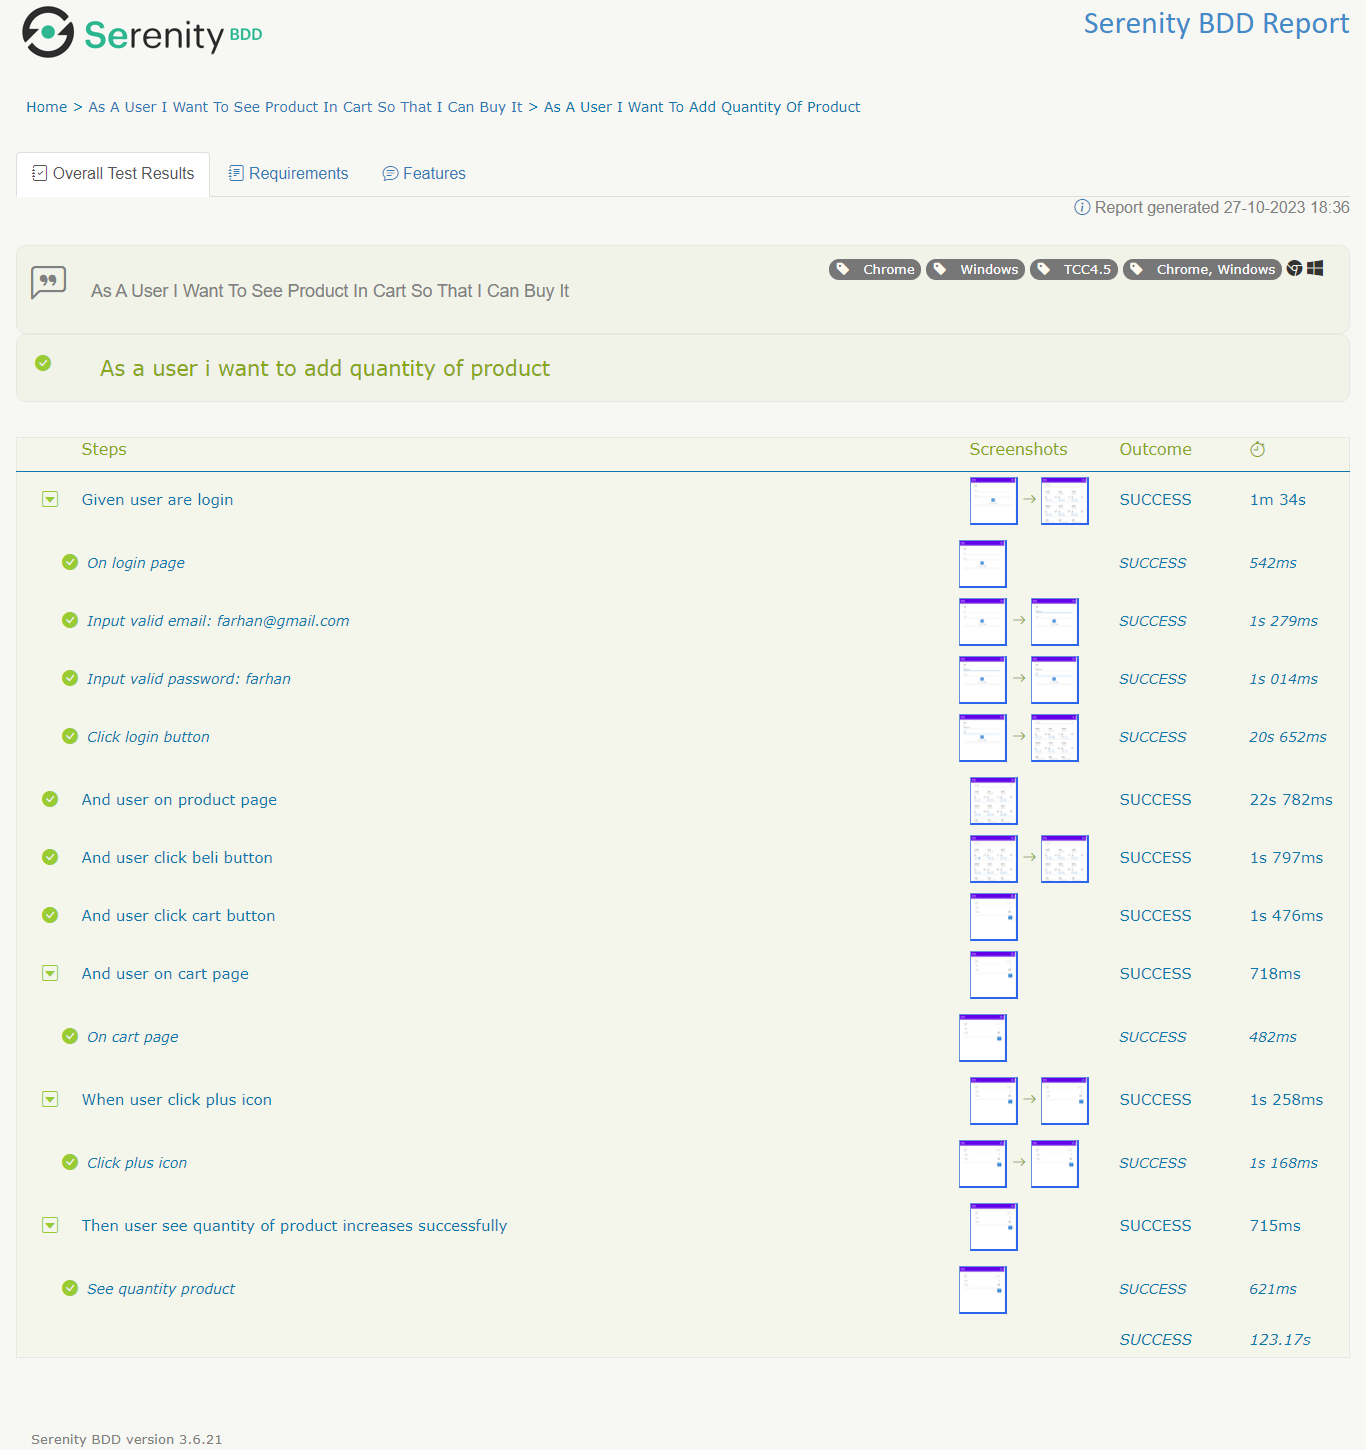 Serenity BDD
Serenity BDD Report
Home > As A User I Want To See Product In Cart So That I Can Buy It > As A User I Want To Add Quantity Of Product
Overall Test Results Requirements Features
Report generated 27-10-2023 18:36
Chrome Windows TCC4.5 Chrome, Windows
As A User I Want To See Product In Cart So That I Can Buy It
As a user i want to add quantity of product
Steps Screenshots Outcome
Given user are login SUCCESS 1m 34s
On login page SUCCESS 542ms
Input valid email: farhan@gmail.com SUCCESS 1s 279ms
Input valid password: farhan SUCCESS 1s 014ms
Click login button SUCCESS 20s 652ms
And user on product page SUCCESS 22s 782ms
And user click beli button SUCCESS 1s 797ms
And user click cart button SUCCESS 1s 476ms
And user on cart page SUCCESS 718ms
On cart page SUCCESS 482ms
When user click plus icon SUCCESS 1s 258ms
Click plus icon SUCCESS 1s 168ms
Then user see quantity of product increases successfully SUCCESS 715ms
See quantity product SUCCESS 621ms
SUCCESS 123.17s
Serenity BDD version 3.6.21